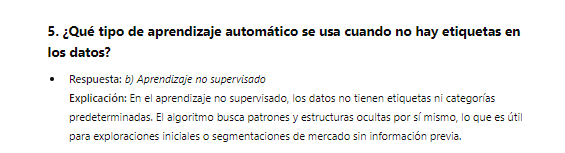 5. ¿Qué tipo de aprendizaje automático se usa cuando no hay etiquetas en
los datos?
• Respuesta: b) Aprendizaje no supervisado
Explicación: En el aprendizaje no supervisado, los datos no tienen etiquetas ni categorías
predeterminadas. El algoritmo busca patrones y estructuras ocultas por sí mismo, lo que es útil
para exploraciones iniciales o segmentaciones de mercado sin información previa.